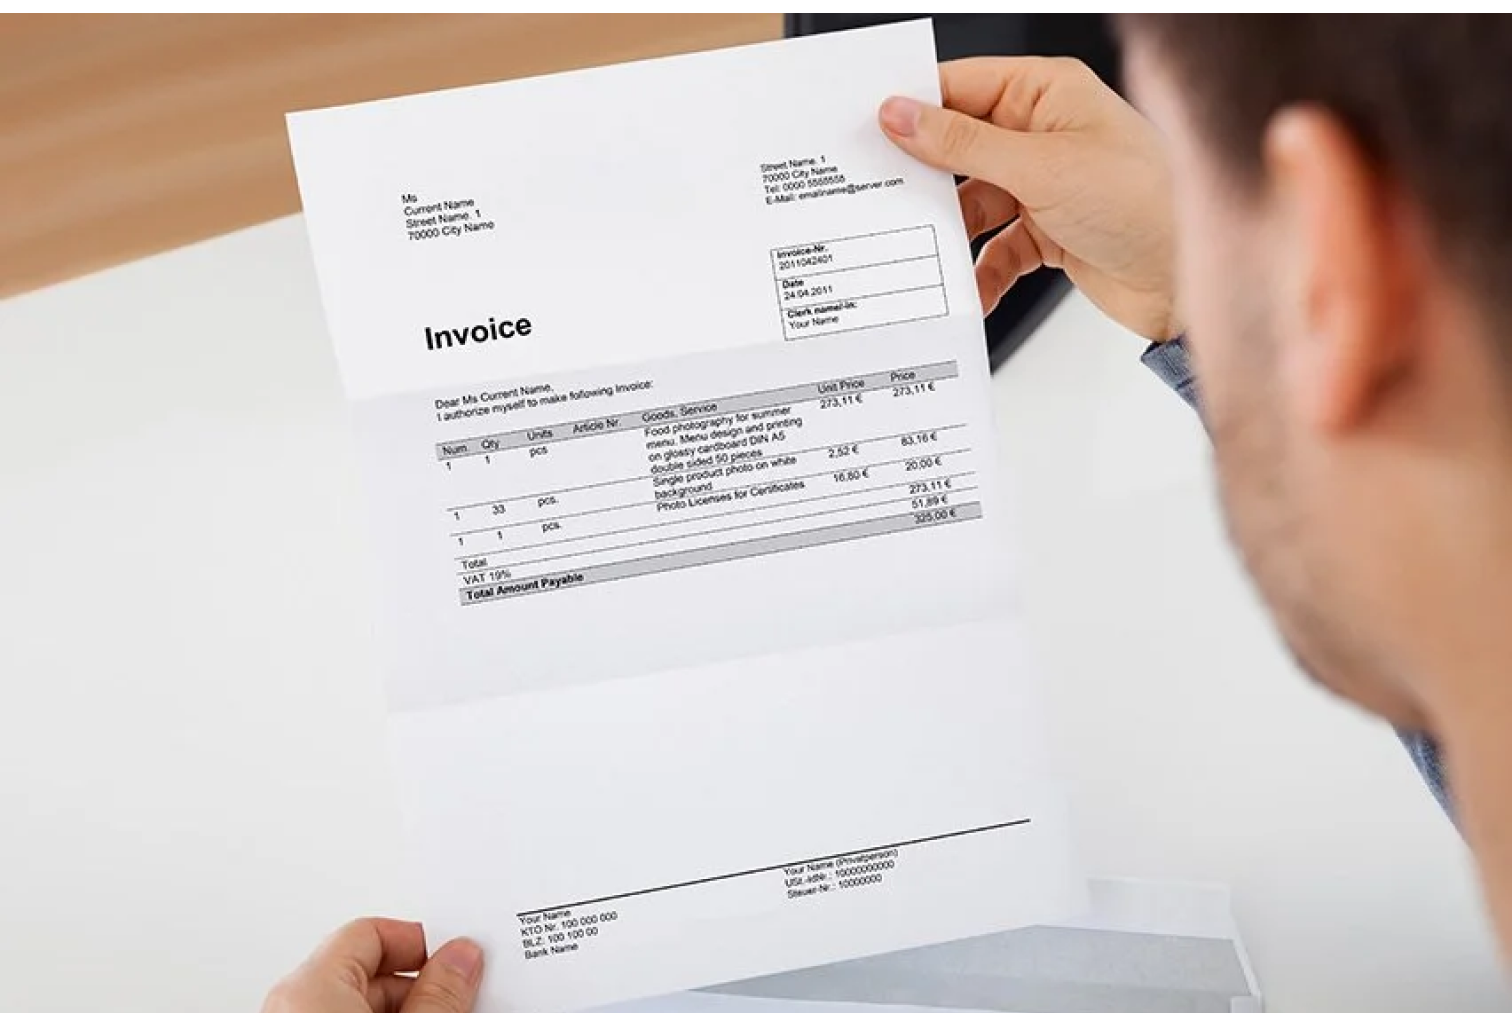 Ms
Current Name
Street Name. 1
70000 City Name
Street Name. 1
70000 City Name
Tel: 0000 5555555
E-Mail: emailname@server.com
Invoice-Nr.
2011042401
Date
24.04.2011
Clerk name/-in:
Your Name
Invoice
Dear Ms Current Name,
I authorize myself to make following Invoice:
Num Qty Units Article Nr. Goods, Service Unit Price Price
1 1 pcs Food photography for summer 273,11 € 273,11 €
menu. Menu design and printing
on glossy cardboard DIN A5
double sided 50 pieces
1 33 pcs. Single product photo on white 2,52 € 83,16 €
background
1 1 pcs. Photo Licenses for Certificates 16,80 € 20,00 €
Total 273,11 €
VAT 19% 51,89 €
Total Amount Payable 325,00 €
Your Name
KTO Nr. 100 000 000
BLZ: 100 100 00
Bank Name
Your Name (Privatperson)
USt.-IdNr.: 10000000000
Steuer-Nr.: 10000000